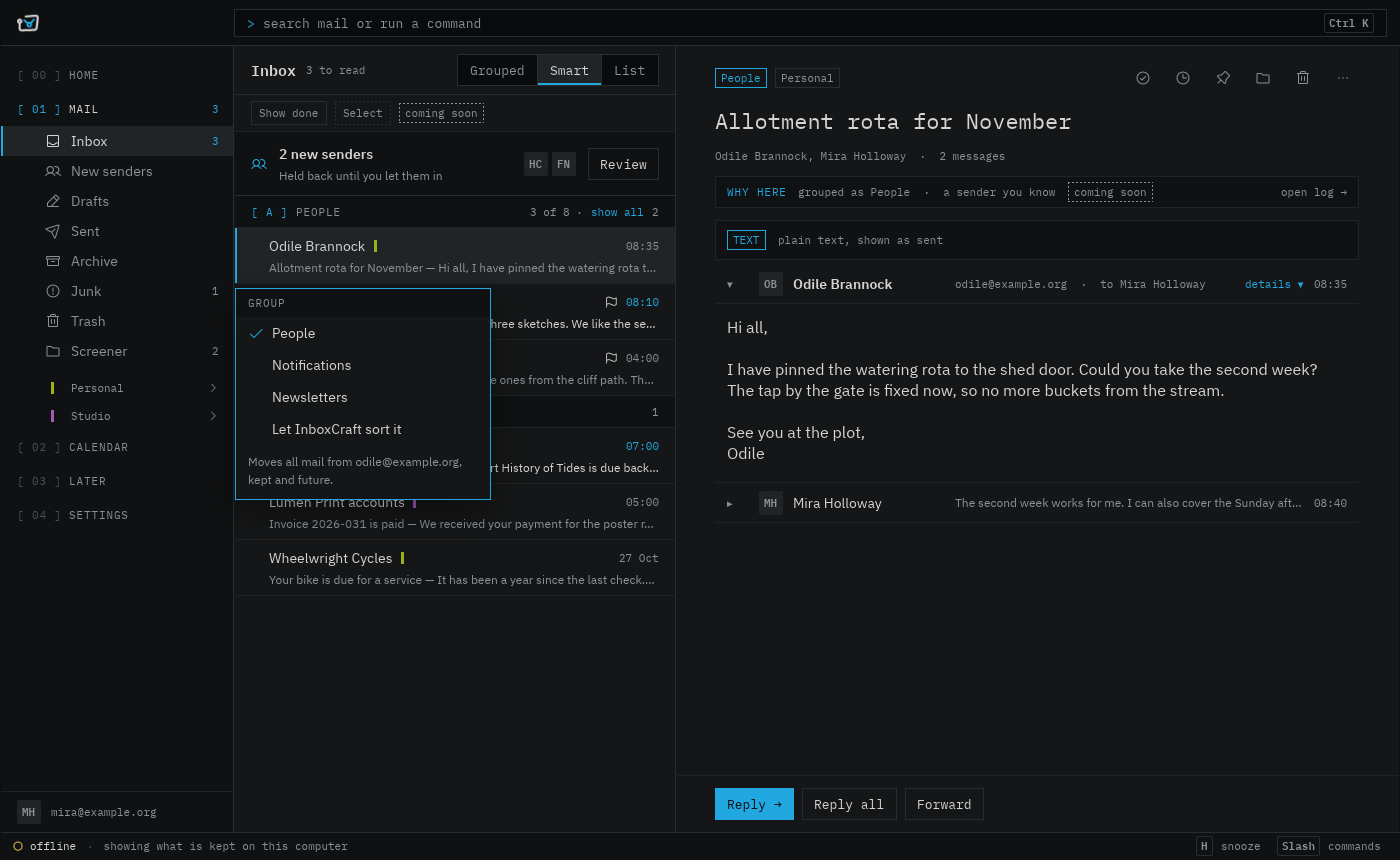 > search mail or run a command
Ctrl K
[ 00 ] HOME
[ 01 ] MAIL 3
Inbox 3
New senders
Drafts
Sent
Archive
Junk 1
Trash
Screener 2
Personal
Studio
[ 02 ] CALENDAR
[ 03 ] LATER
[ 04 ] SETTINGS
MH mira@example.org
Inbox 3 to read
Grouped Smart List
Show done Select coming soon
2 new senders
Held back until you let them in
HC FN Review
[ A ] PEOPLE 3 of 8 · show all 2
Odile Brannock 08:35
Allotment rota for November — Hi all, I have pinned the watering rota t…
08:10
hree sketches. We like the se…
04:00
e ones from the cliff path. Th…
1
07:00
rt History of Tides is due back…
GROUP
People
Notifications
Newsletters
Let InboxCraft sort it
Moves all mail from odile@example.org,
kept and future.
Lumen Print accounts 05:00
Invoice 2026-031 is paid — We received your payment for the poster r…
Wheelwright Cycles 27 Oct
Your bike is due for a service — It has been a year since the last check.…
People Personal
Allotment rota for November
Odile Brannock, Mira Holloway · 2 messages
WHY HERE grouped as People · a sender you know coming soon open log →
TEXT plain text, shown as sent
▾ OB Odile Brannock odile@example.org · to Mira Holloway details ▾ 08:35
Hi all,
I have pinned the watering rota to the shed door. Could you take the second week?
The tap by the gate is fixed now, so no more buckets from the stream.
See you at the plot,
Odile
▸ MH Mira Holloway The second week works for me. I can also cover the Sunday aft… 08:40
Reply → Reply all Forward
offline · showing what is kept on this computer
H snooze Slash commands